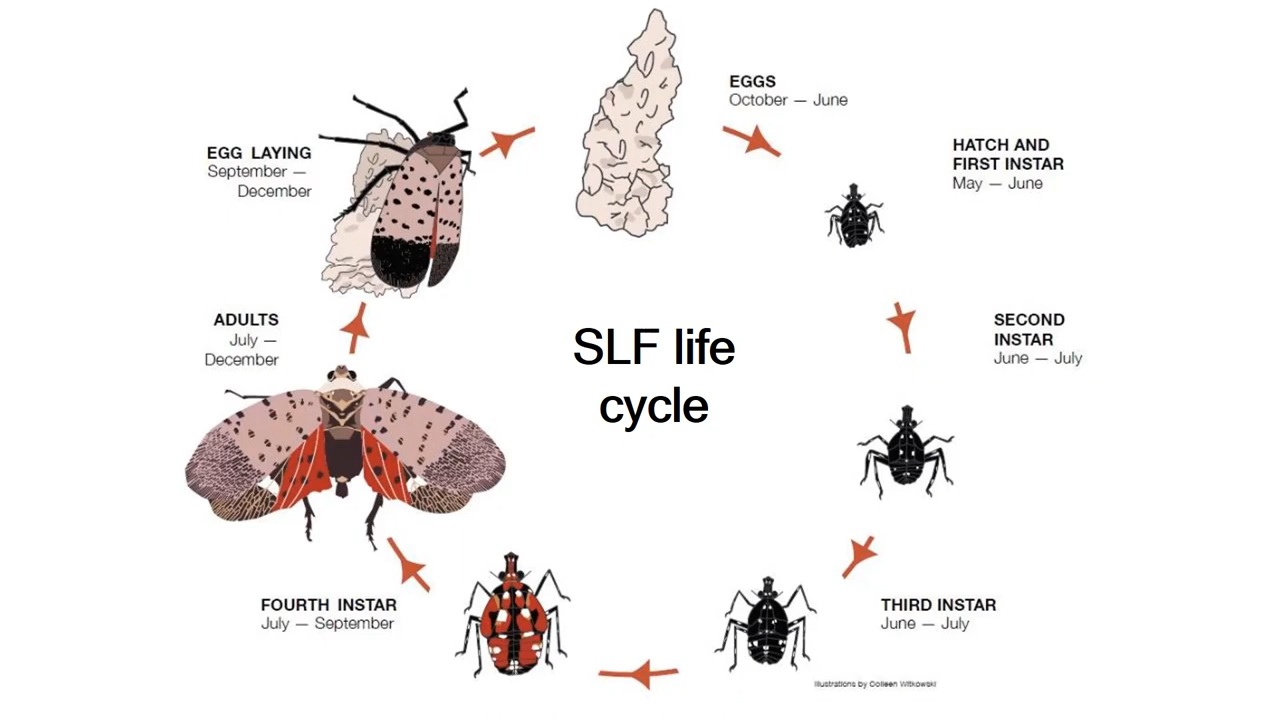 EGGS
October — June
HATCH AND
FIRST INSTAR
May — June
SECOND
INSTAR
June — July
THIRD INSTAR
June — July
FOURTH INSTAR
July — September
ADULTS
July —
December
EGG LAYING
September —
December
SLF life
cycle
Illustrations by Colleen Witkowski